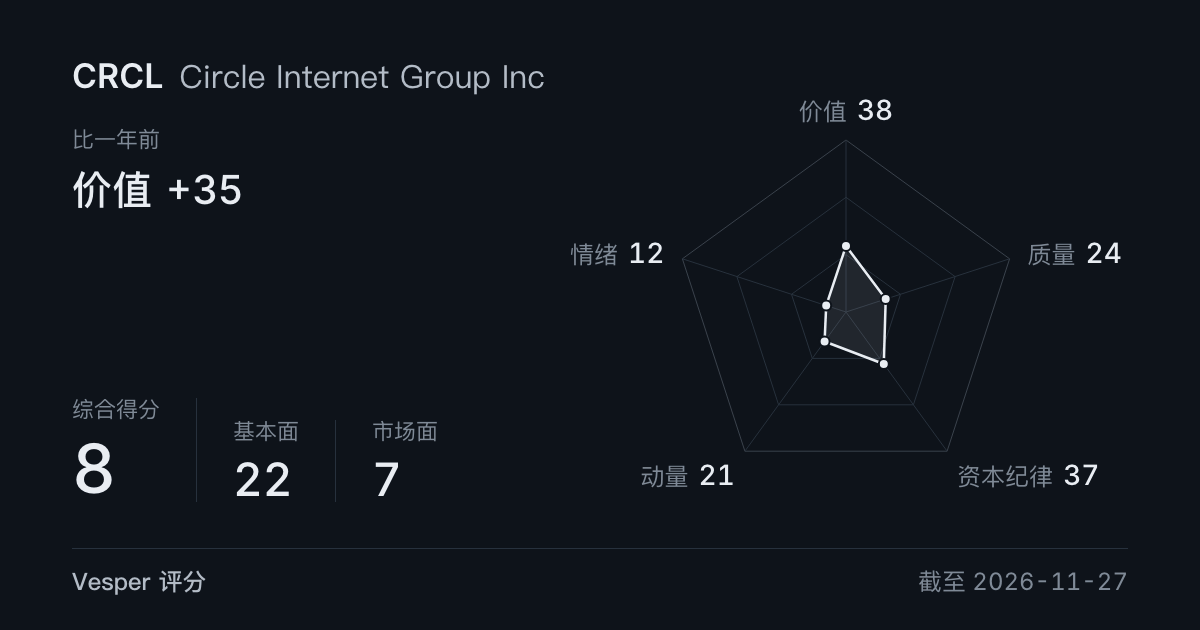 CRCL Circle Internet Group Inc
比一年前
价值 +35
价值 38
情绪 12
质量 24
动量 21
资本纪律 37
综合得分
8
基本面
22
市场面
7
Vesper 评分
截至 2026-11-27